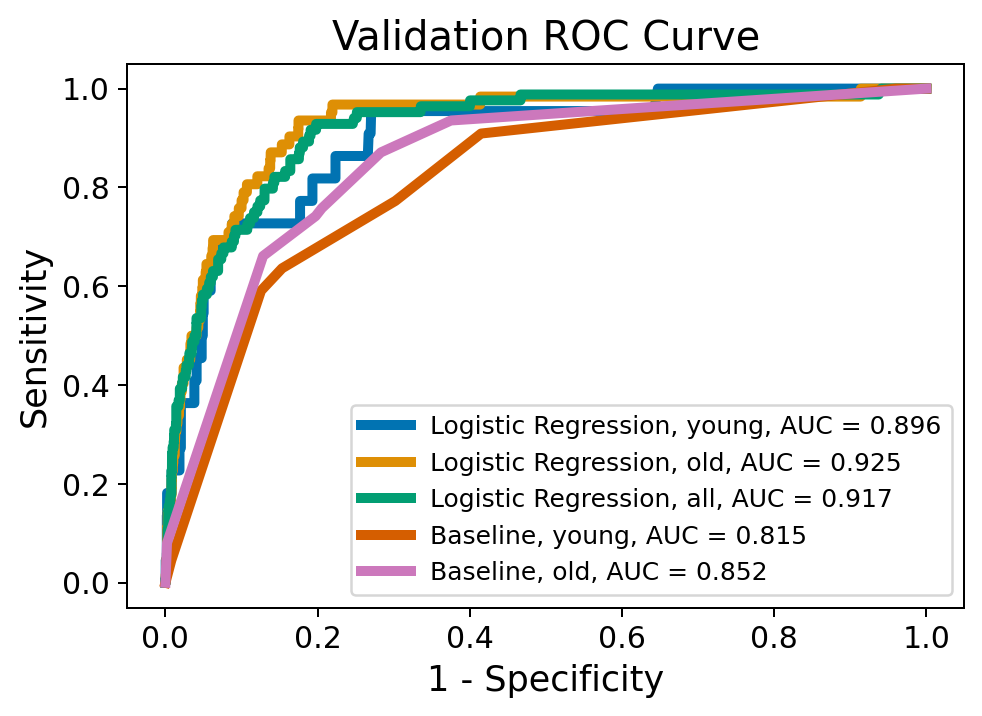 Validation ROC Curve
1.0
0.8
0.6
0.4
0.2
0.0
Sensitivity
Logistic Regression, young, AUC = 0.896
Logistic Regression, old, AUC = 0.925
Logistic Regression, all, AUC = 0.917
Baseline, young, AUC = 0.815
Baseline, old, AUC = 0.852
0.0 0.2 0.4 0.6 0.8 1.0
1 - Specificity